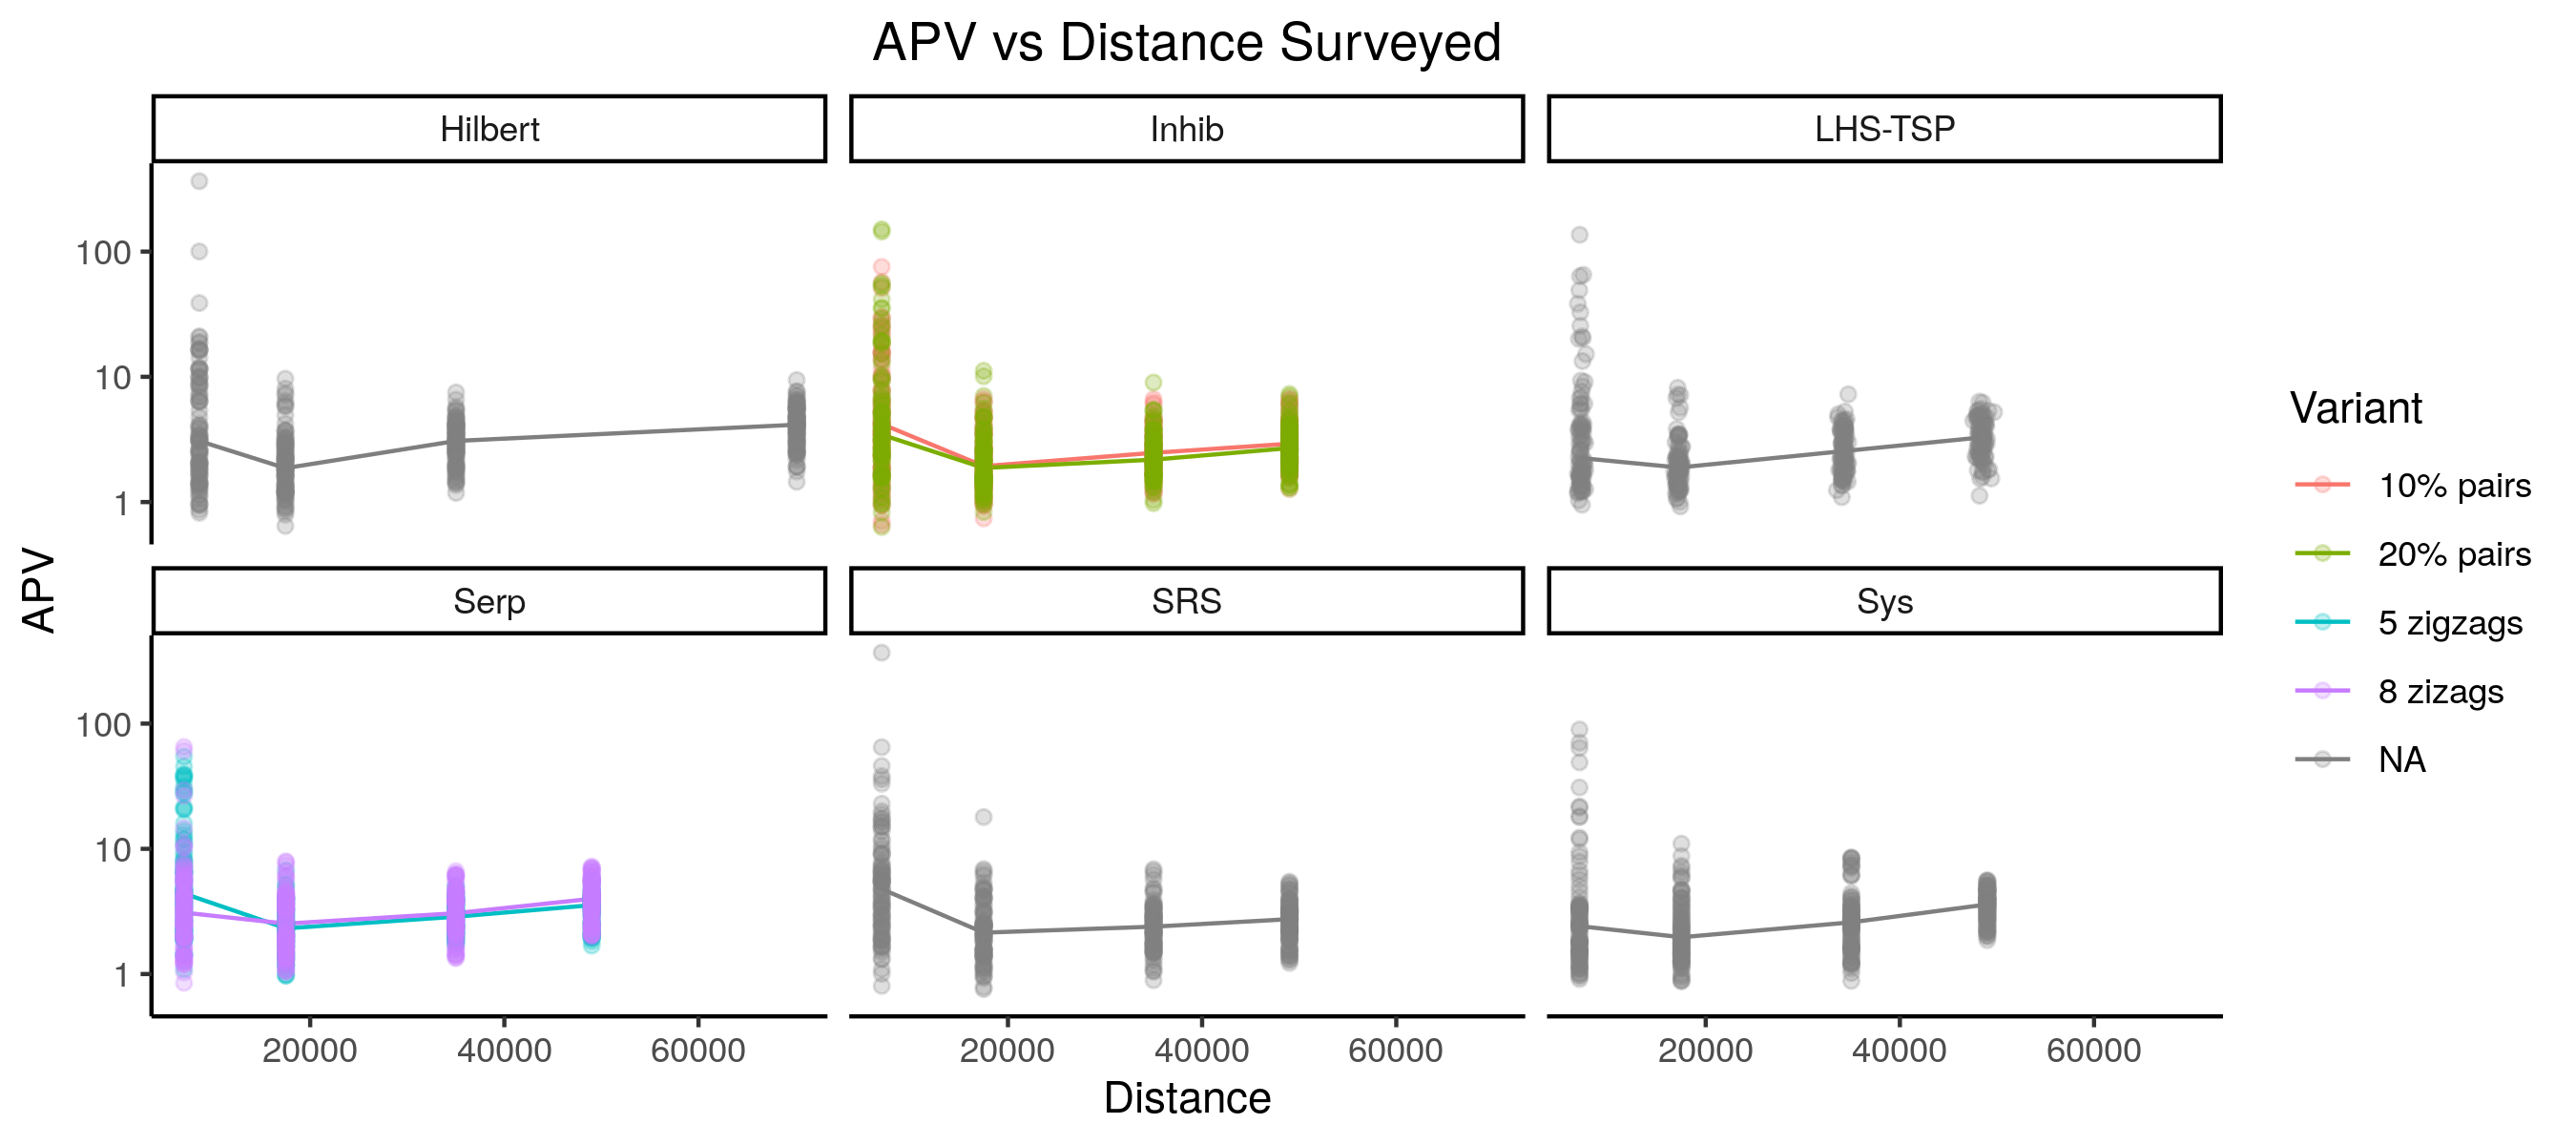 APV vs Distance Surveyed
Hilbert
Inhib
LHS-TSP
100
10
1
APV
Serp
SRS
Sys
100
10
1
20000
40000
60000
20000
40000
60000
20000
40000
60000
Distance
Variant
10% pairs
20% pairs
5 zigzags
8 zizags
NA